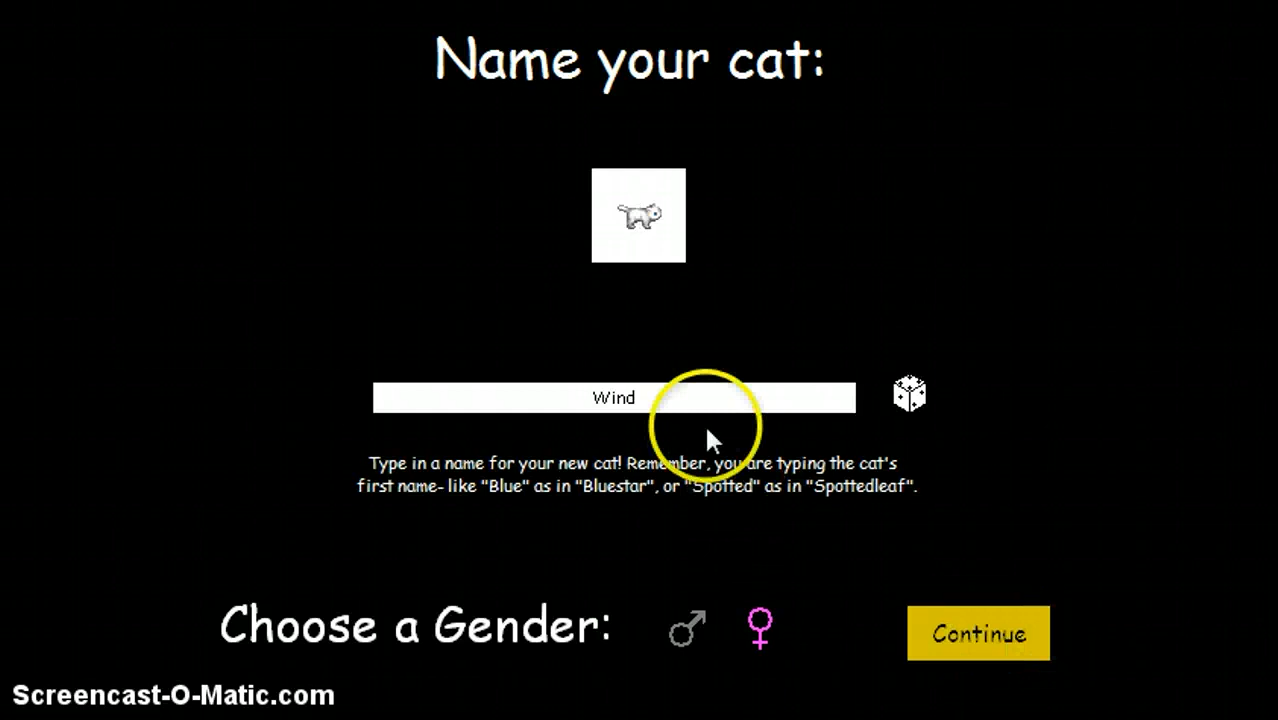 Name your cat:
Wind
Type in a name for your new cat! Remember, you are typing the cat's
first name- like "Blue" as in "Bluestar", or "Spotted" as in "Spottedleaf".
Choose a Gender:
Continue
Screencast-O-Matic.com